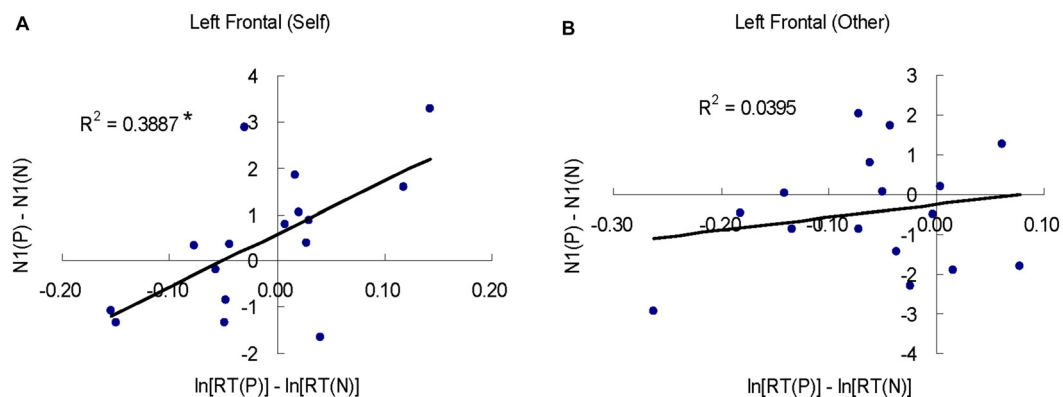 A
Left Frontal (Self)
R² = 0.3887 *
N1(P) - N1(N)
4
3
2
1
0
-1
-2
-0.20
-0.10
0.00
0.10
0.20
ln[RT(P)] - ln[RT(N)]
B
Left Frontal (Other)
R² = 0.0395
N1(P) - N1(N)
3
2
1
0
-1
-2
-3
-4
-0.30
-0.20
-0.10
0.00
0.10
ln[RT(P)] - ln[RT(N)]